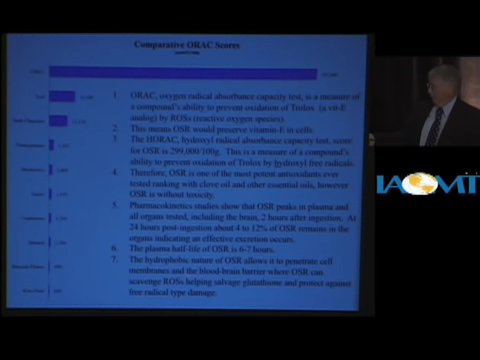 Comparative ORAC Scores
1. ORAC, oxygen radical absorbance capacity test, is a measure of
a compound's ability to prevent oxidation of Trolox (a vit-E
analog) by ROSs (reactive oxygen species).
2. This means OSR would preserve vitamin-E in cells.
3. The HORAC, hydroxyl radical absorbance test, score
for OSR is 299,000/100g. This is a measure of a compound's
ability to prevent oxidation of Trolox by hydroxyl free radicals.
4. Therefore, OSR is one of the most potent antioxidants ever
tested ranking with clove oil and other essential oils, however
OSR is without toxicity.
5. Pharmacokinetics studies show that OSR peaks in plasma and
all organs tested, including the brain, 2 hours after ingestion. At
24 hours post-ingestion about 4 to 12% of OSR remains in the
organs indicating an effective excretion occurs.
6. The plasma half-life of OSR is 6-7 hours.
7. The hydrophobic nature of OSR allows it to penetrate cell
membranes and the blood-brain barrier where OSR can
scavenge ROSs helping salvage glutathione and protect against
free radical type damage.
IAOMT